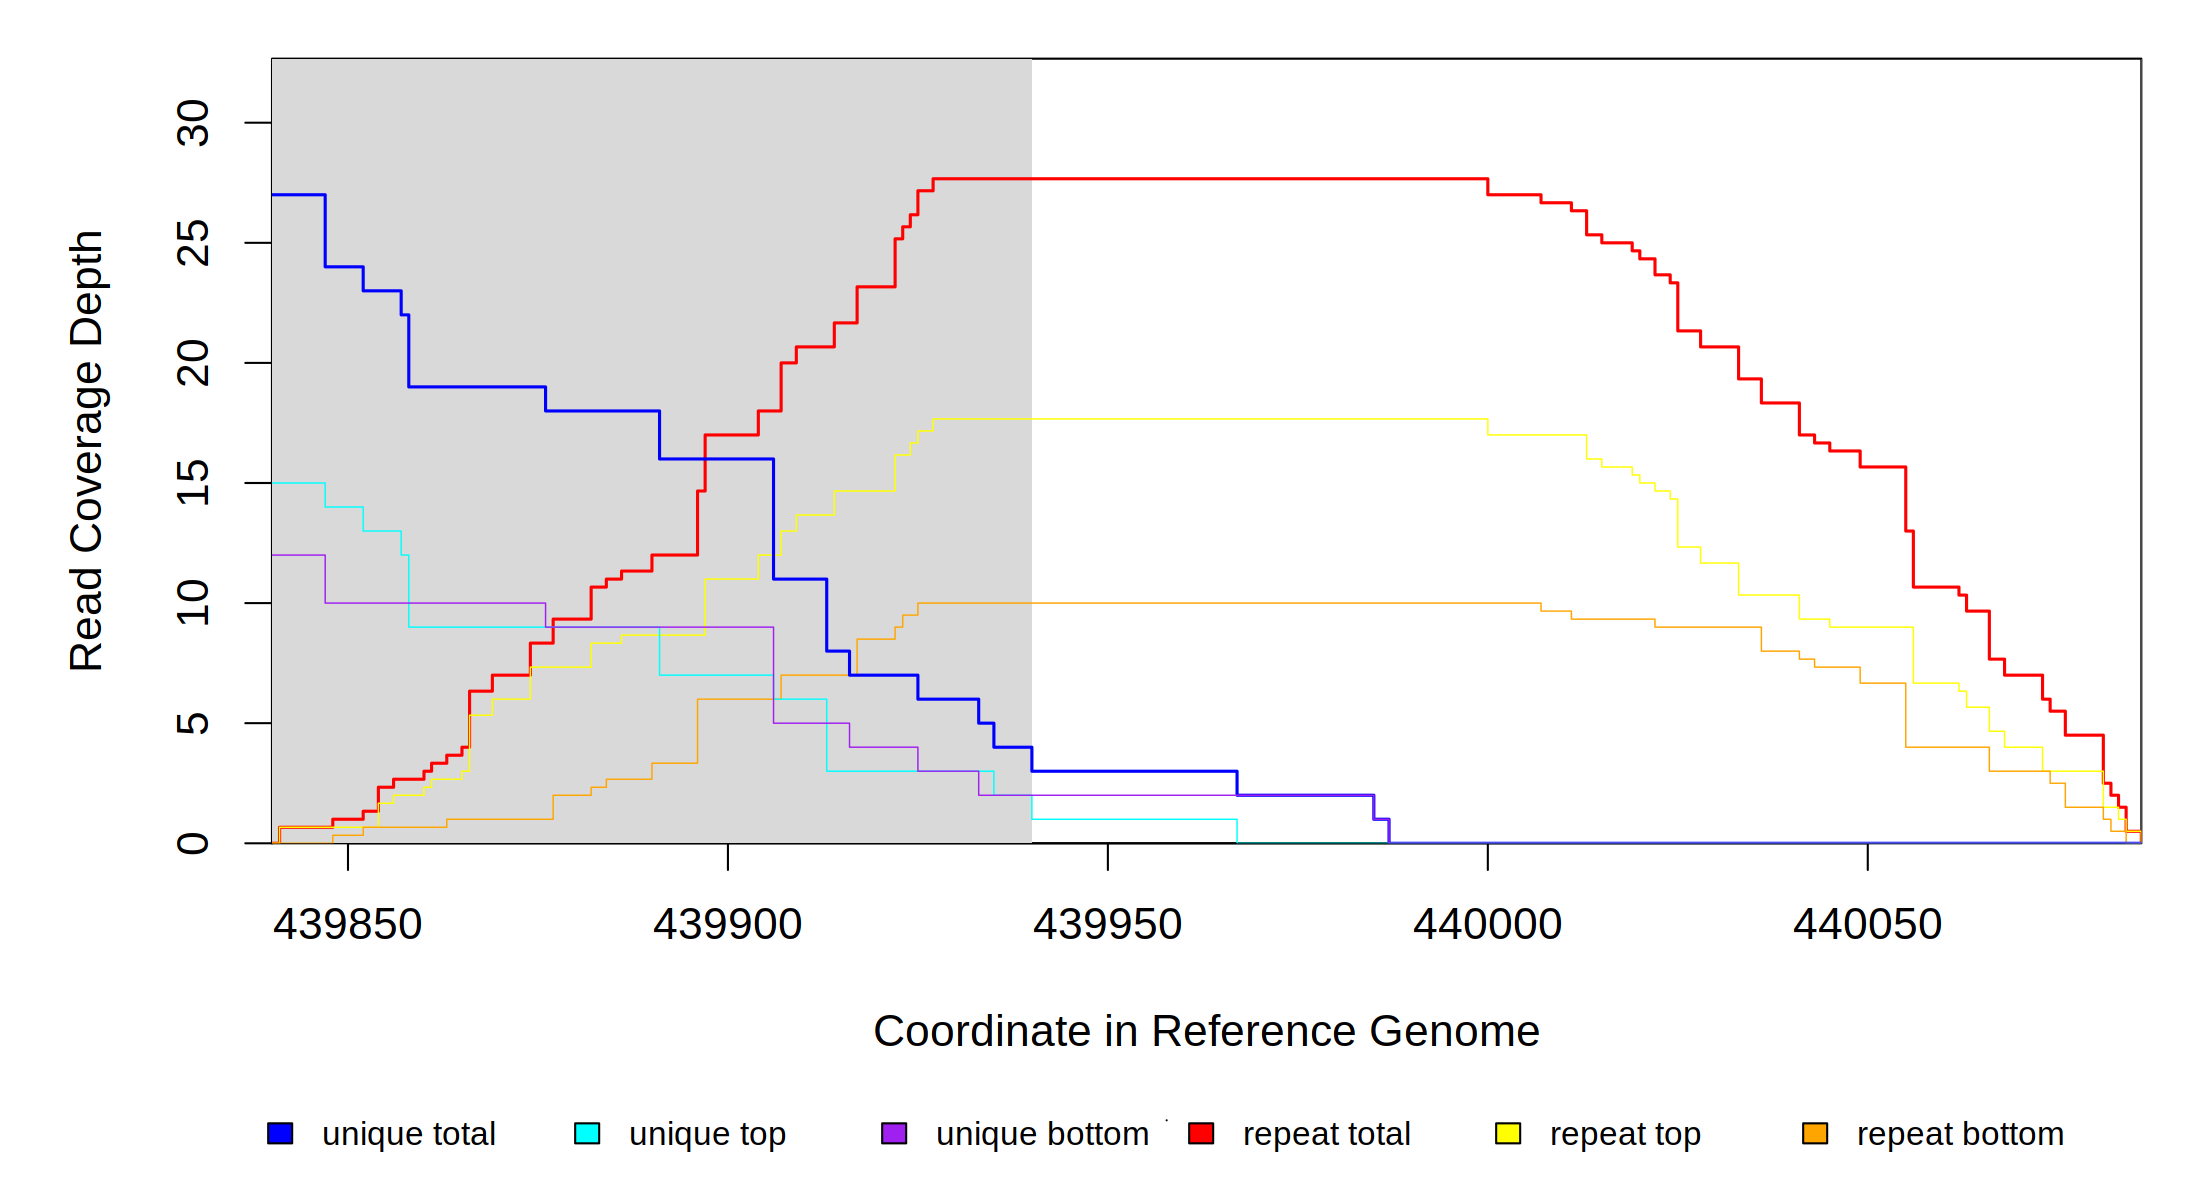 Read Coverage Depth
30
25
20
15
10
5
0
439850 439900 439950 440000 440050
Coordinate in Reference Genome
unique total unique top unique bottom repeat total repeat top repeat bottom